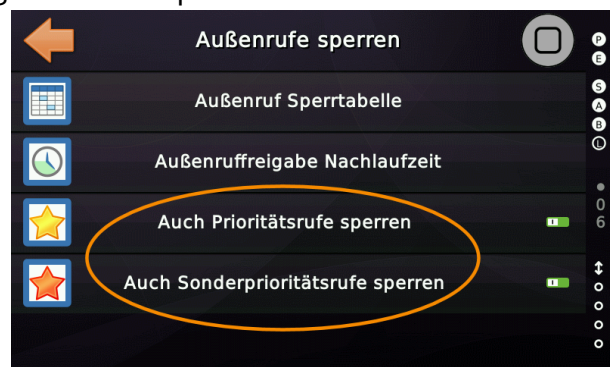 Außenrufe sperren
Außenruf Sperrtabelle
Außenruffreigabe Nachlaufzeit
Auch Prioritätsrufe sperren
Auch Sonderprioritätsrufe sperren
P
E
S
A
B
L
0
6